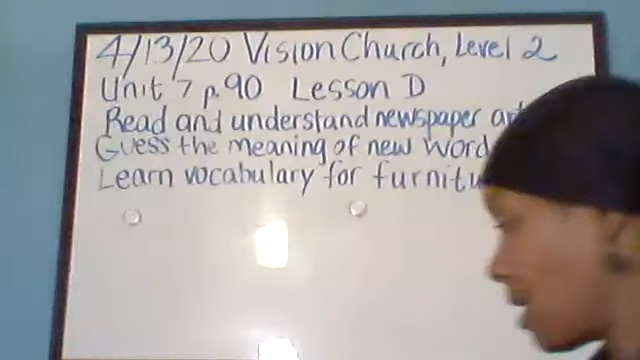 4/13/20 Vision Church, Level 2
Unit 7 p.90 Lesson D
Read and understand newspaper
Guess the meaning of new
Learn vocabulary for